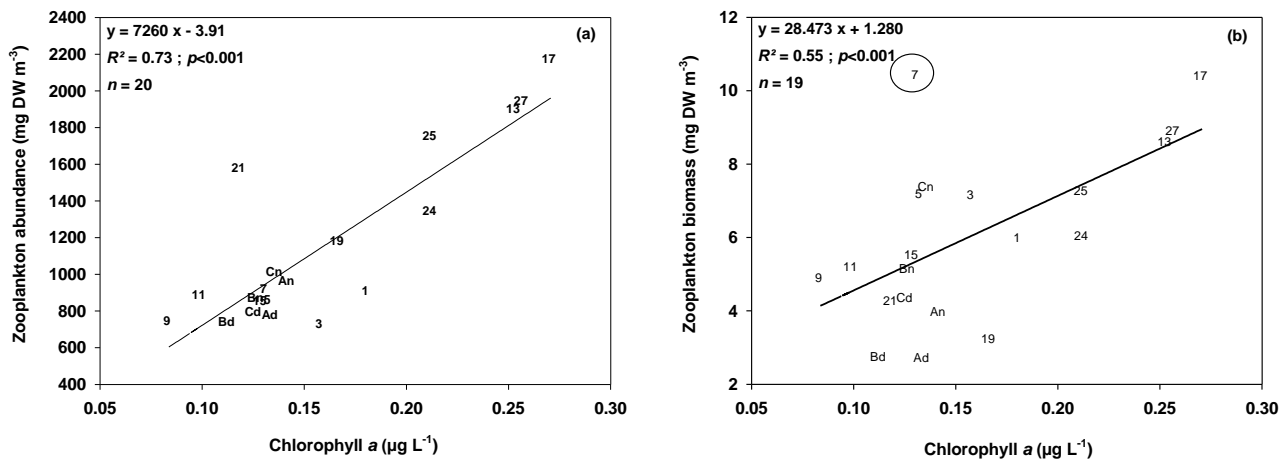 y = 7260 x - 3.91
R² = 0.73 ; p<0.001
n = 20
(a)
Zooplankton abundance (mg DW m⁻³)
2400
2200
2000
1800
1600
1400
1200
1000
800
600
400
17
27
13
25
21
24
19
Cn
An
7
1
11
Bn
15
5
Cd
Ad
9
Bd
3
0.05 0.10 0.15 0.20 0.25 0.30
Chlorophyll a (µg L⁻¹)
y = 28.473 x + 1.280
R² = 0.55 ; p<0.001
n = 19
(b)
Zooplankton biomass (mg DW m⁻³)
12
10
8
6
4
2
7
17
27
13
Cn
5
3
25
1
24
15
11
Bn
9
21
Cd
An
19
Bd
Ad
0.05 0.10 0.15 0.20 0.25 0.30
Chlorophyll a (µg L⁻¹)